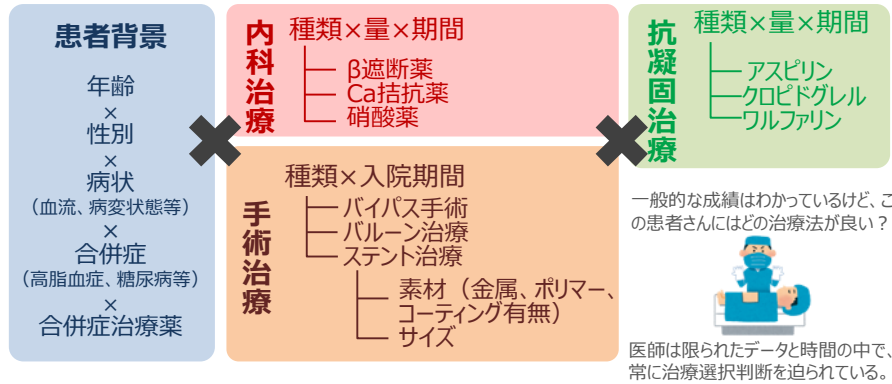 患者背景
年齢
×
性別
×
病状
（血流、病変状態等）
×
合併症
（高脂血症、糖尿病等）
×
合併症治療薬
内科治療
種類×量×期間
β遮断薬
Ca拮抗薬
硝酸薬
手術治療
種類×入院期間
バイパス手術
バルーン治療
ステント治療
素材（金属、ポリマー、
コーティング有無）
サイズ
抗凝固治療
種類×量×期間
アスピリン
クロピドグレル
ワルファリン
一般的な成績はわかっているけど、こ
の患者さんにはどの治療法が良い？
医師は限られたデータと時間の中で、
常に治療選択判断を迫られている。